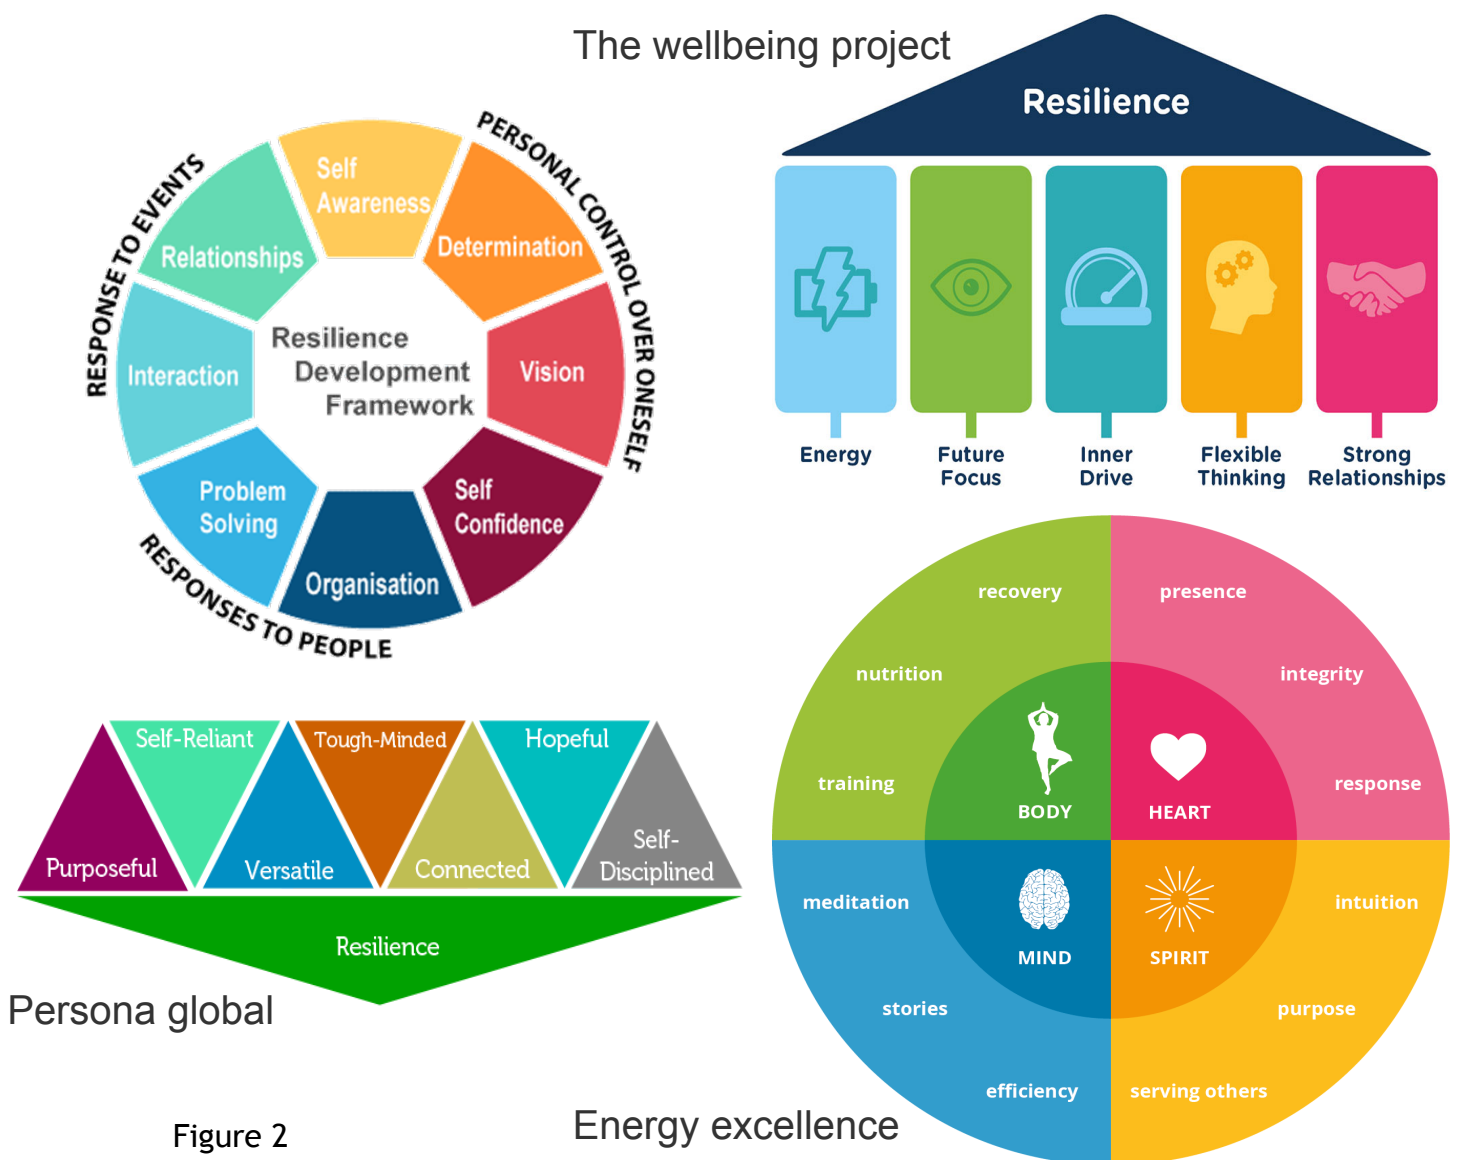 The wellbeing project
Resilience
Energy
Future
Focus
Inner
Drive
Flexible
Thinking
Strong
Relationships
RESPONSE TO EVENTS
PERSONAL CONTROL OVER ONESELF
RESPONSES TO PEOPLE
Self
Awareness
Determination
Vision
Self
Confidence
Organisation
Problem
Solving
Interaction
Relationships
Resilience
Development
Framework
Purposeful
Self-Reliant
Versatile
Tough-Minded
Connected
Hopeful
Self-
Disciplined
Resilience
Persona global
recovery
nutrition
training
BODY
presence
integrity
response
HEART
meditation
stories
efficiency
MIND
intuition
purpose
serving others
SPIRIT
Energy excellence
Figure 2